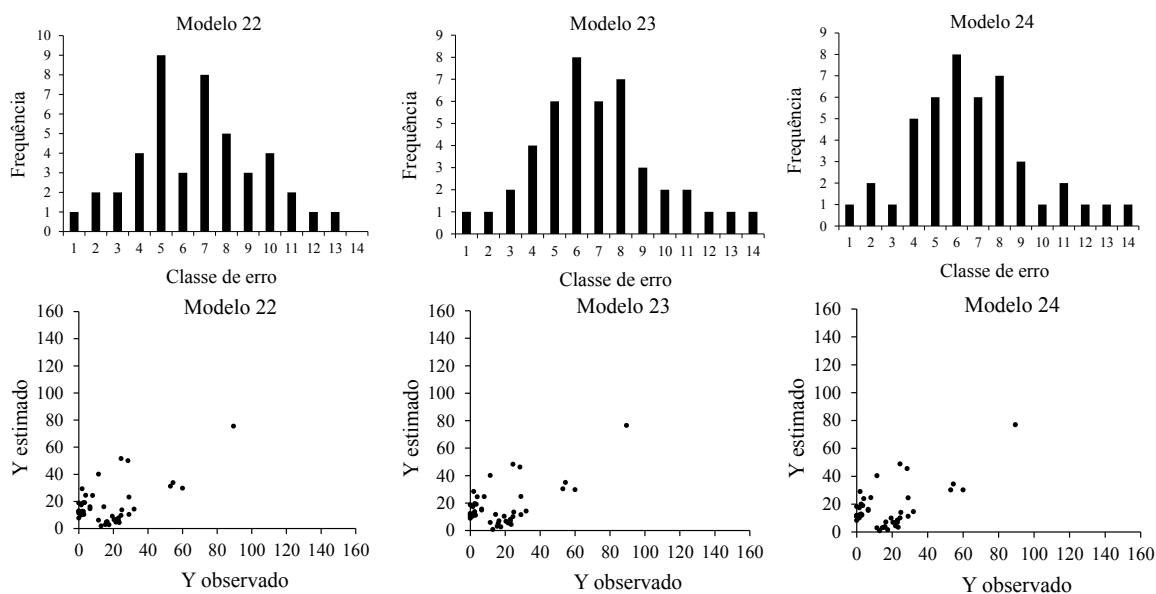 Modelo 22
Frequência
10
9
8
7
6
5
4
3
2
1
0
1 2 3 4 5 6 7 8 9 10 11 12 13 14
Classe de erro
Modelo 23
Frequência
9
8
7
6
5
4
3
2
1
0
1 2 3 4 5 6 7 8 9 10 11 12 13 14
Classe de erro
Modelo 24
Frequência
9
8
7
6
5
4
3
2
1
0
1 2 3 4 5 6 7 8 9 10 11 12 13 14
Classe de erro
Modelo 22
Y estimado
160
140
120
100
80
60
40
20
0
0 20 40 60 80 100 120 140 160
Y observado
Modelo 23
Y estimado
160
140
120
100
80
60
40
20
0
0 20 40 60 80 100 120 140 160
Y observado
Modelo 24
Y estimado
160
140
120
100
80
60
40
20
0
0 20 40 60 80 100 120 140 160
Y observado